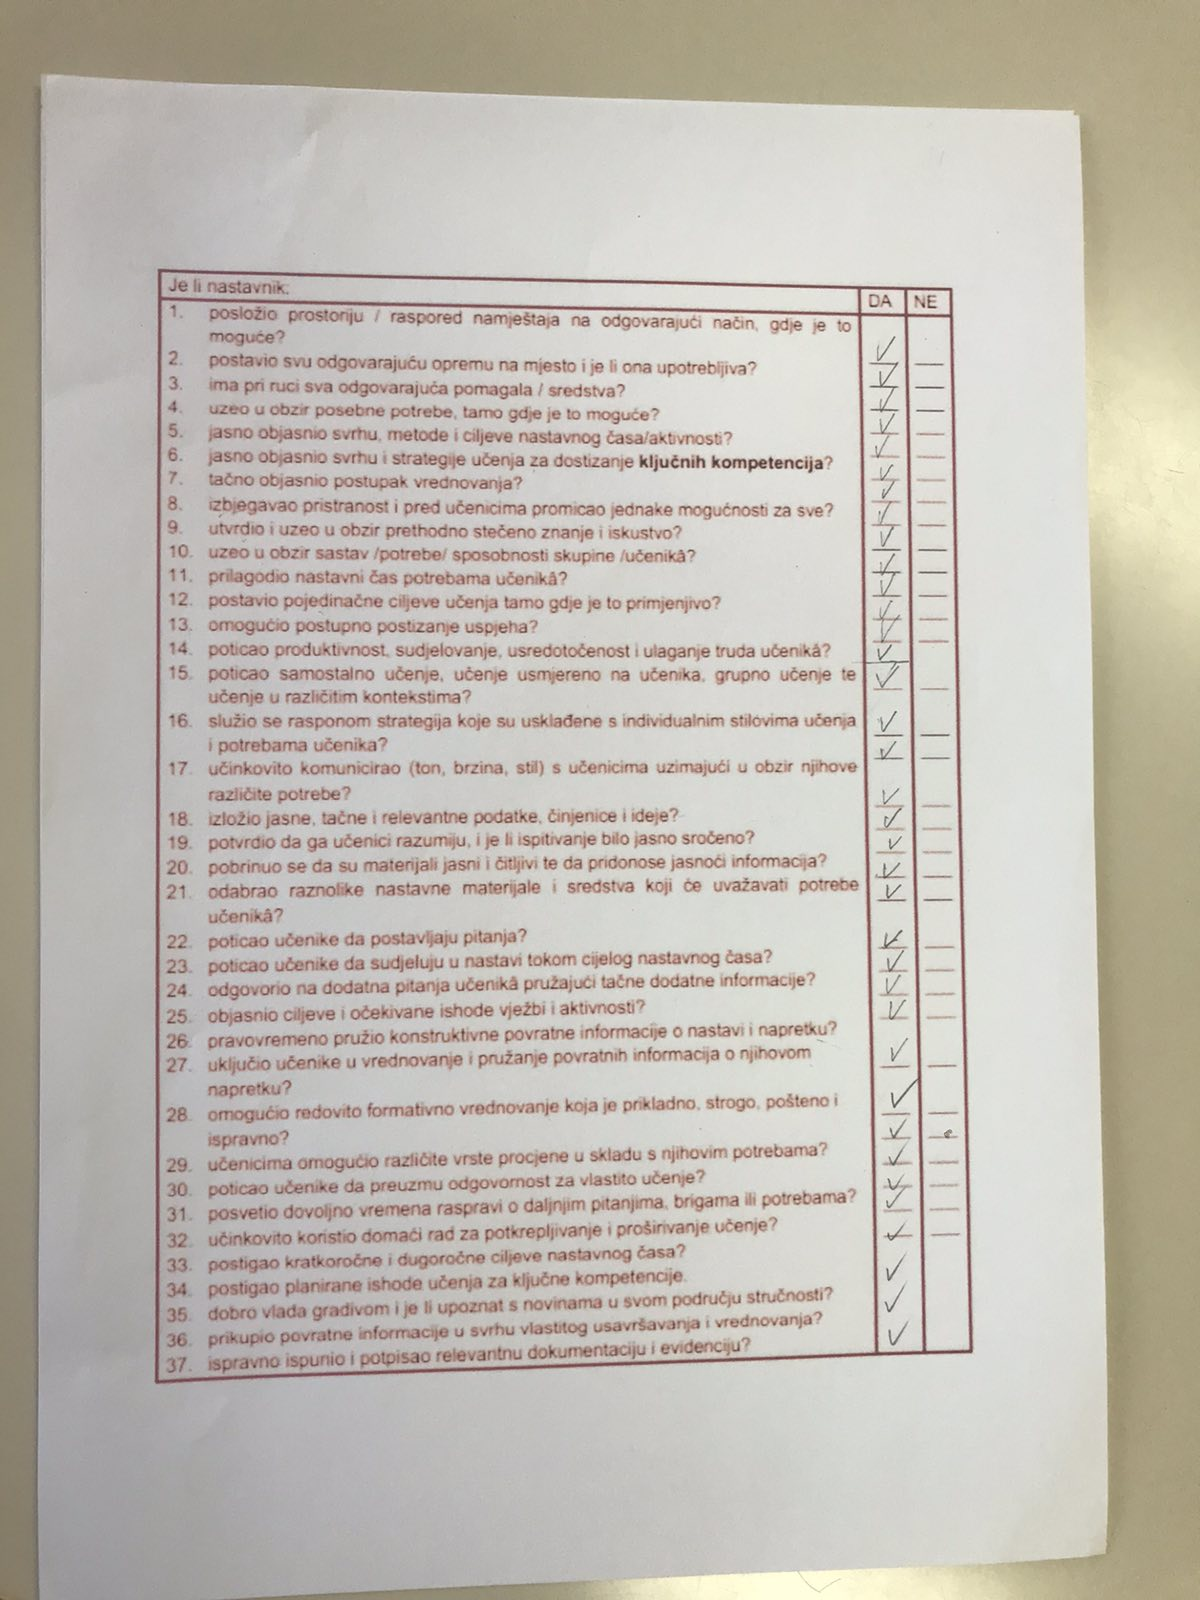 Je li nastavnik:
DA NE
1. posložio prostoriju / raspored namještaja na odgovarajući način, gdje je to
moguće?
2. postavio svu odgovarajuću opremu na mjesto i je li ona upotrebljiva?
3. ima pri ruci sva odgovarajuća pomagala / sredstva?
4. uzeo u obzir posebne potrebe, tamo gdje je to moguće?
5. jasno objasnio svrhu, metode i ciljeve nastavnog časa/aktivnosti?
6. jasno objasnio svrhu i strategije učenja za dostizanje ključnih kompetencija?
7. tačno objasnio postupak vrednovanja?
8. izbjegavao pristranost i pred učenicima promicao jednake mogućnosti za sve?
9. utvrdio i uzeo u obzir prethodno stečeno znanje i iskustvo?
10. uzeo u obzir sastav /potrebe/ sposobnosti skupine /učenikâ?
11. prilagodio nastavni čas potrebama učenikâ?
12. postavio pojedinačne ciljeve učenja tamo gdje je to primjenjivo?
13. omogućio postupno postizanje uspjeha?
14. poticao produktivnost, sudjelovanje, usredotočenost i ulaganje truda učenikâ?
15. poticao samostalno učenje, učenje usmjereno na učenika, grupno učenje te
učenje u različitim kontekstima?
16. služio se rasponom strategija koje su usklađene s individualnim stilovima učenja
i potrebama učenika?
17. učinkovito komunicirao (ton, brzina, stil) s učenicima uzimajući u obzir njihove
različite potrebe?
18. izložio jasne, tačne i relevantne podatke, činjenice i ideje?
19. potvrdio da ga učenici razumiju, i je li ispitivanje bilo jasno sročeno?
20. pobrinuo se da su materijali jasni i čitljivi te da pridonose jasnoći informacija?
21. odabrao raznolike nastavne materijale i sredstva koji će uvažavati potrebe
učenikâ?
22. poticao učenike da postavljaju pitanja?
23. poticao učenike da sudjeluju u nastavi tokom cijelog nastavnog časa?
24. odgovorio na dodatna pitanja učenikâ pružajući tačne dodatne informacije?
25. objasnio ciljeve i očekivane ishode vježbi i aktivnosti?
26. pravovremeno pružio konstruktivne povratne informacije o nastavi i napretku?
27. uključio učenike u vrednovanje i pružanje povratnih informacija o njihovom
napretku?
28. omogućio redovito formativno vrednovanje koja je prikladno, strogo, pošteno i
ispravno?
29. učenicima omogućio različite vrste procjene u skladu s njihovim potrebama?
30. poticao učenike da preuzmu odgovornost za vlastito učenje?
31. posvetio dovoljno vremena raspravi o daljnjim pitanjima, brigama ili potrebama?
32. učinkovito koristio domaći rad za potkrepljivanje i proširivanje učenje?
33. postigao kratkoročne i dugoročne ciljeve nastavnog časa?
34. postigao planirane ishode učenja za ključne kompetencije.
35. dobro vlada gradivom i je li upoznat s novinama u svom području stručnosti?
36. prikupio povratne informacije u svrhu vlastitog usavršavanja i vrednovanja?
37. ispravno ispunio i potpisao relevantnu dokumentaciju i evidenciju?